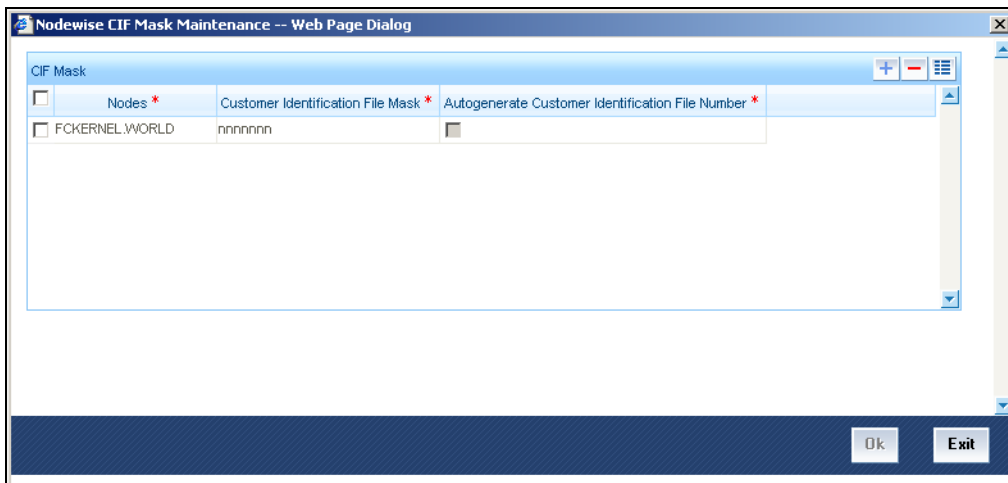 Nodewise CIF Mask Maintenance -- Web Page Dialog
CIF Mask
Nodes * Customer Identification File Mask * Autogenerate Customer Identification File Number *
FCKERNEL.WORLD nnnnnnn
Ok Exit